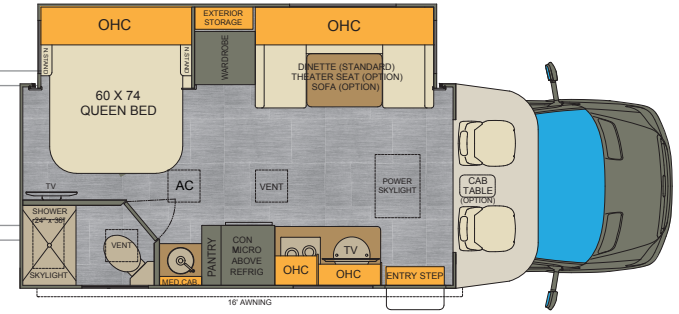 OHC
EXTERIOR
STORAGE
OHC
N.STAND
N.STAND
WARDROBE
DINETTE (STANDARD)
THEATER SEAT (OPTION)
SOFA (OPTION)
60 X 74
QUEEN BED
TV
AC
VENT
POWER
SKYLIGHT
CAB
TABLE
(OPTION)
SHOWER
24" x 36"
SKYLIGHT
VENT
MED CAB
PANTRY
CON
MICRO
ABOVE
REFRIG
OHC
TV
OHC
ENTRY STEP
16' AWNING